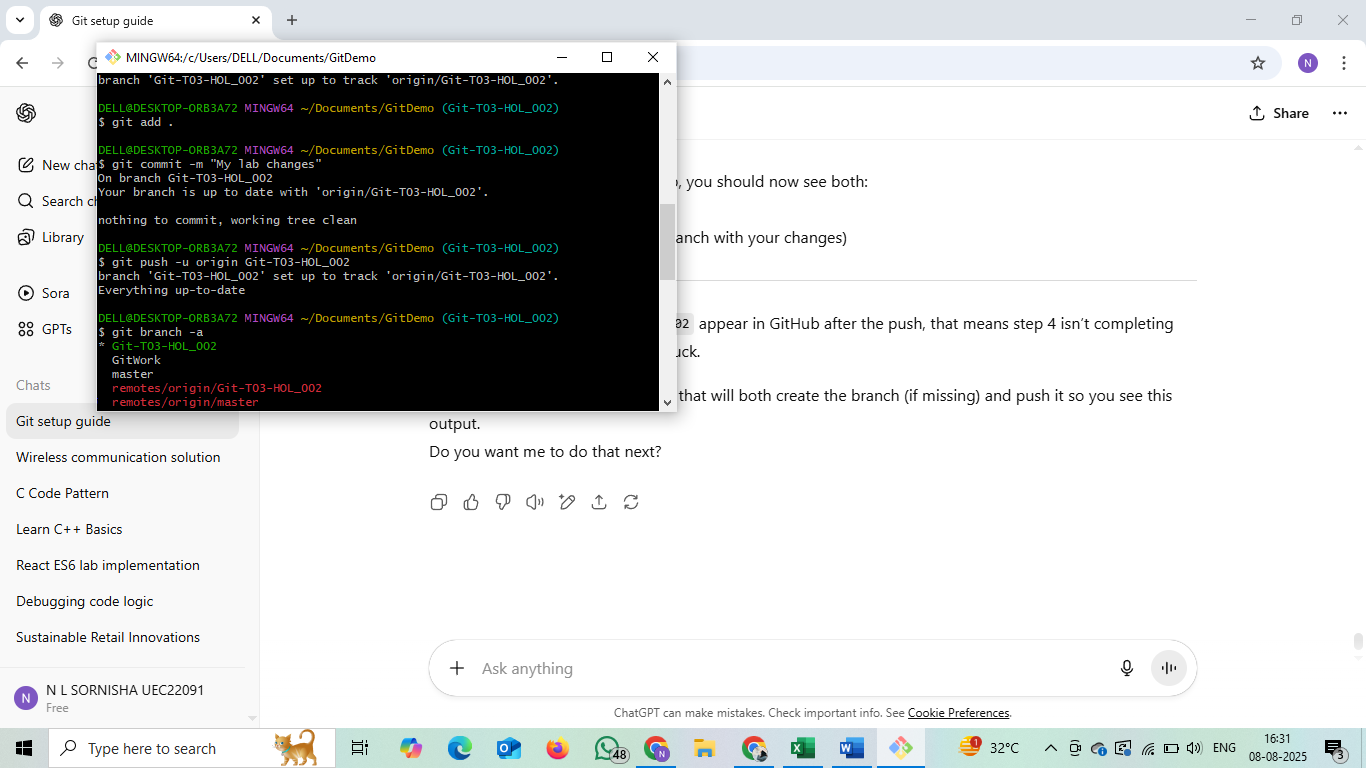 Git setup guide
MINGW64:/c/Users/DELL/Documents/GitDemo
N
branch 'Git-T03-HOL_002' set up to track 'origin/Git-T03-HOL_002'.
DELL@DESKTOP-ORB3A72 MINGW64 ~/Documents/GitDemo (Git-T03-HOL_002)
$ git add .
DELL@DESKTOP-ORB3A72 MINGW64 ~/Documents/GitDemo (Git-T03-HOL_002)
$ git commit -m "My lab changes"
On branch Git-T03-HOL_002
Your branch is up to date with 'origin/Git-T03-HOL_002'.
nothing to commit, working tree clean
DELL@DESKTOP-ORB3A72 MINGW64 ~/Documents/GitDemo (Git-T03-HOL_002)
$ git push -u origin Git-T03-HOL_002
branch 'Git-T03-HOL_002' set up to track 'origin/Git-T03-HOL_002'.
Everything up-to-date
DELL@DESKTOP-ORB3A72 MINGW64 ~/Documents/GitDemo (Git-T03-HOL_002)
$ git branch -a
* Git-T03-HOL_002
GitWork
master
remotes/origin/Git-T03-HOL_002
remotes/origin/master
Share
New cha
Search c
Library
Sora
GPTs
Chats
Git setup guide
Wireless communication solution
C Code Pattern
Learn C++ Basics
React ES6 lab implementation
Debugging code logic
Sustainable Retail Innovations
N
N L SORNISHA UEC22091
Free
, you should now see both:
anch with your changes)
02 appear in GitHub after the push, that means step 4 isn't completing
uck.
that will both create the branch (if missing) and push it so you see this
output.
Do you want me to do that next?
Ask anything
ChatGPT can make mistakes. Check important info. See Cookie Preferences.
Type here to search
48
N
1
32°C
ENG
16:31
08-08-2025
3